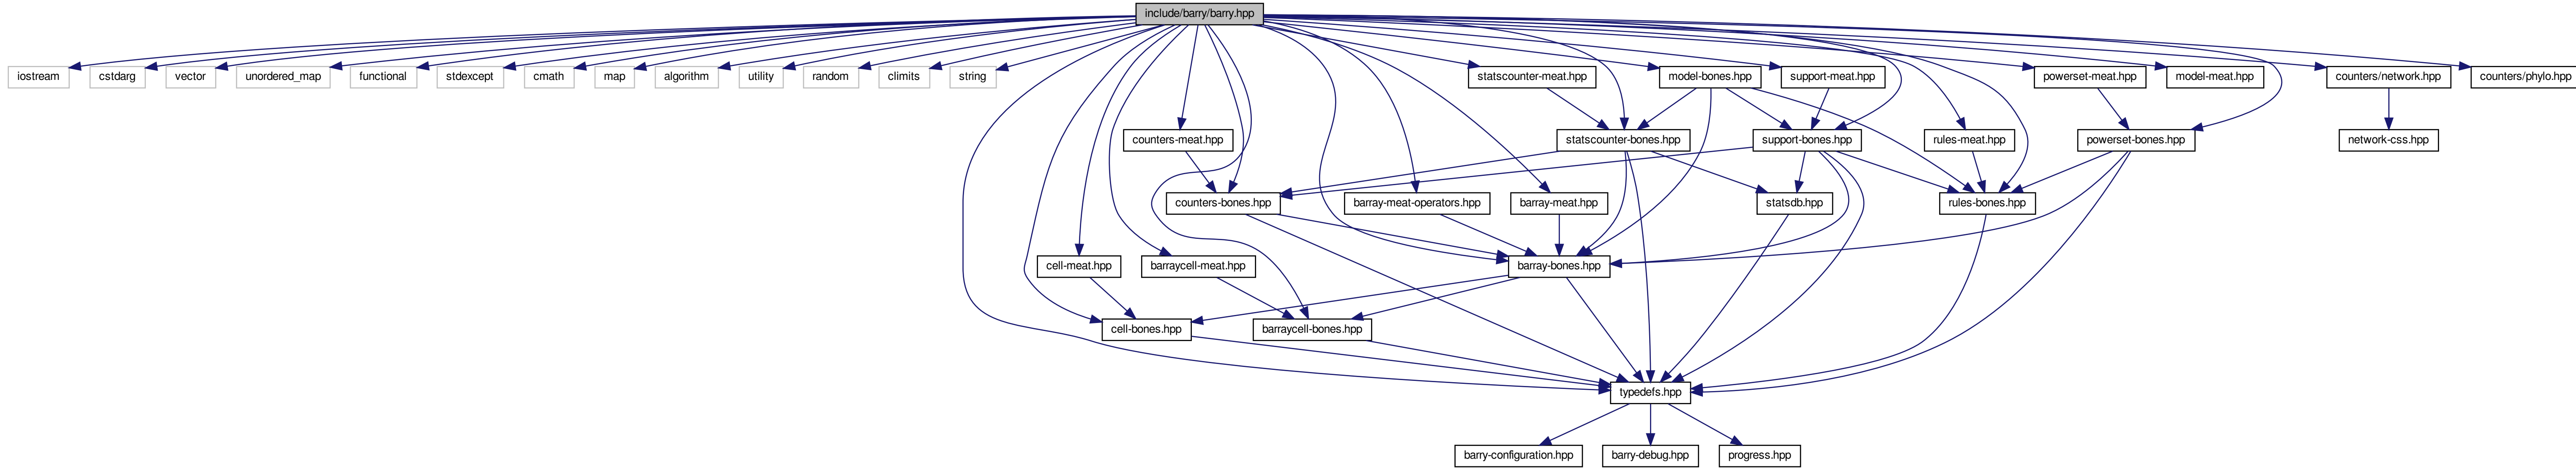 include/barry/barry.hpp
iostream
cstdarg
vector
unordered_map
functional
stdexcept
cmath
map
algorithm
utility
random
climits
string
statscounter-meat.hpp
model-bones.hpp
support-meat.hpp
powerset-meat.hpp
model-meat.hpp
counters/network.hpp
counters/phylo.hpp
counters-meat.hpp
statscounter-bones.hpp
support-bones.hpp
rules-meat.hpp
powerset-bones.hpp
network-css.hpp
counters-bones.hpp
barray-meat-operators.hpp
barray-meat.hpp
statsdb.hpp
rules-bones.hpp
cell-meat.hpp
barraycell-meat.hpp
barray-bones.hpp
cell-bones.hpp
barraycell-bones.hpp
typedefs.hpp
barry-configuration.hpp
barry-debug.hpp
progress.hpp